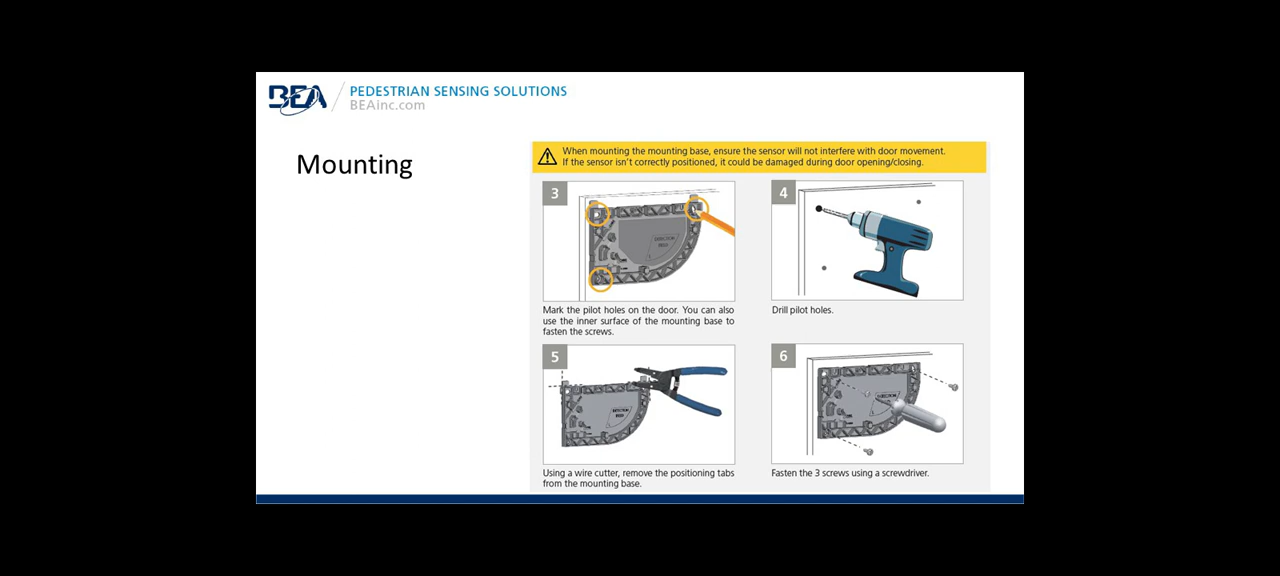 BEA
PEDESTRIAN SENSING SOLUTIONS
BEAinc.com
Mounting
When mounting the mounting base, ensure the sensor will not interfere with door movement.
If the sensor isn't correctly positioned, it could be damaged during door opening/closing.
3
DETECTION
FIELD
Mark the pilot holes on the door. You can also
use the inner surface of the mounting base to
fasten the screws.
4
Drill pilot holes.
5
DETECTION
FIELD
Using a wire cutter, remove the positioning tabs
from the mounting base.
6
Fasten the 3 screws using a screwdriver.